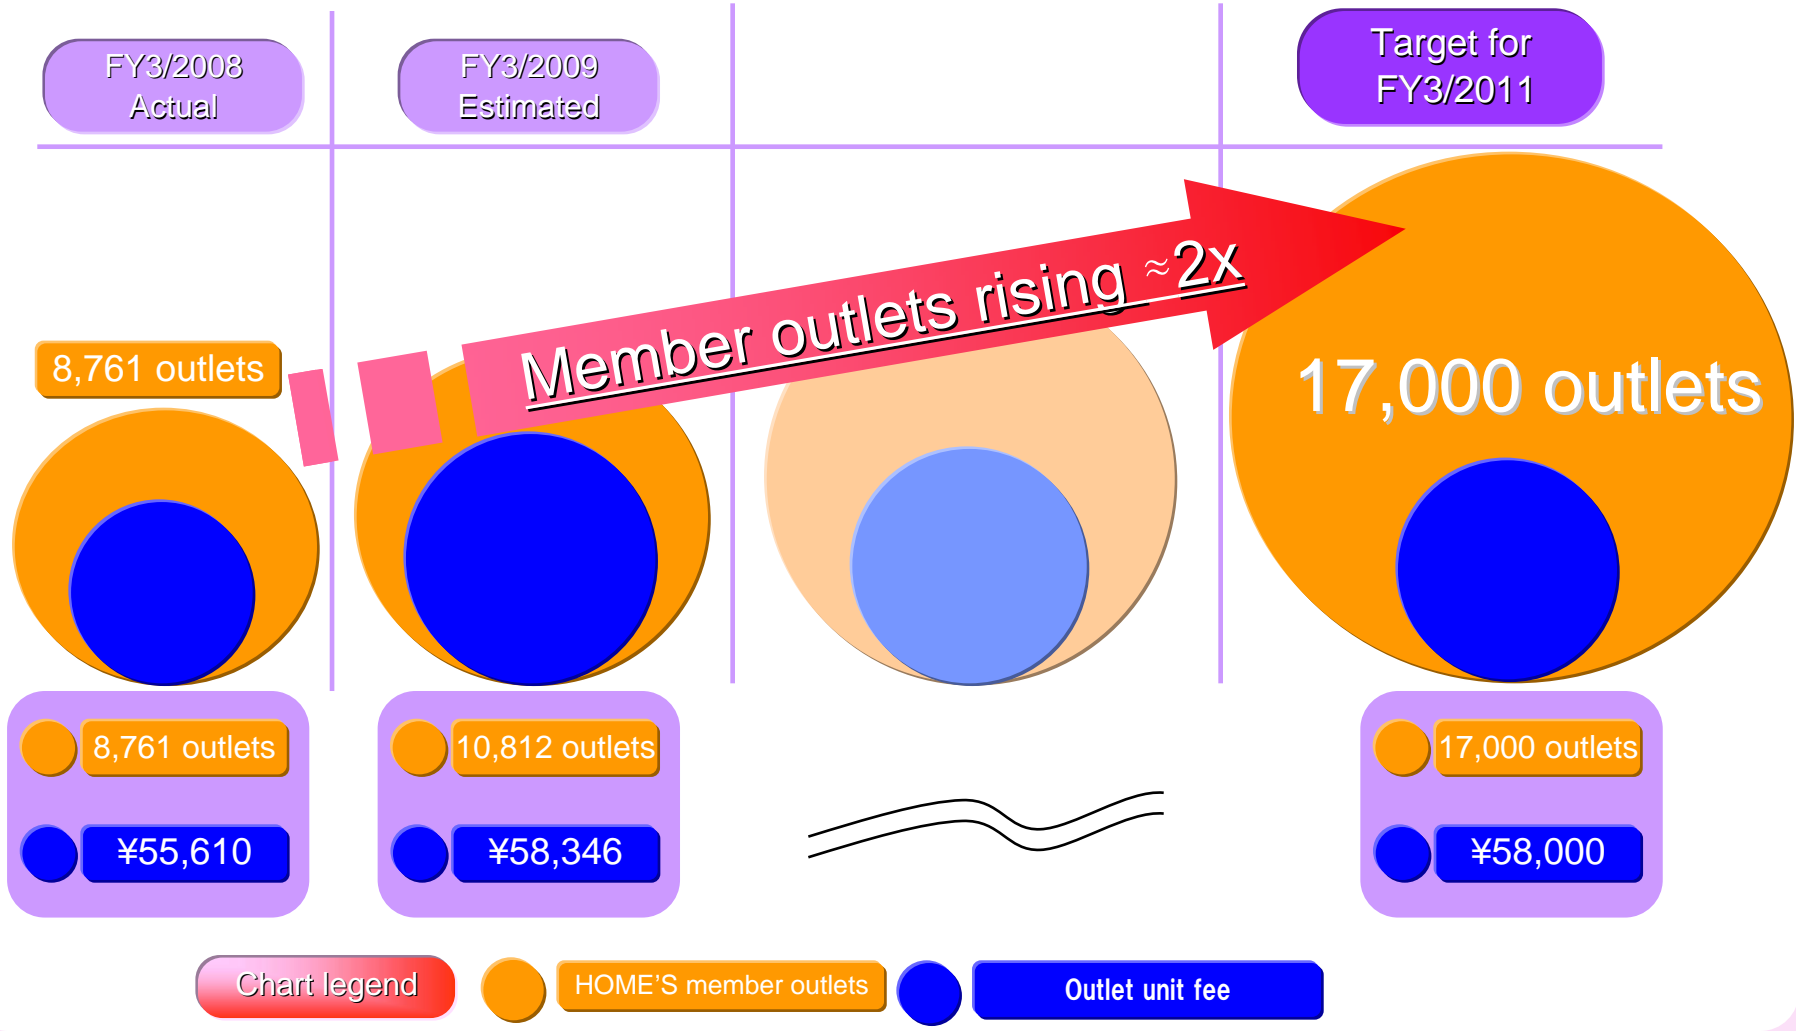 FY3/2008
Actual
FY3/2009
Estimated
Target for
FY3/2011
Member outlets rising ≈2x
8,761 outlets
17,000 outlets
8,761 outlets
10,812 outlets
17,000 outlets
¥55,610
¥58,346
¥58,000
Chart legend
HOME'S member outlets
Outlet unit fee